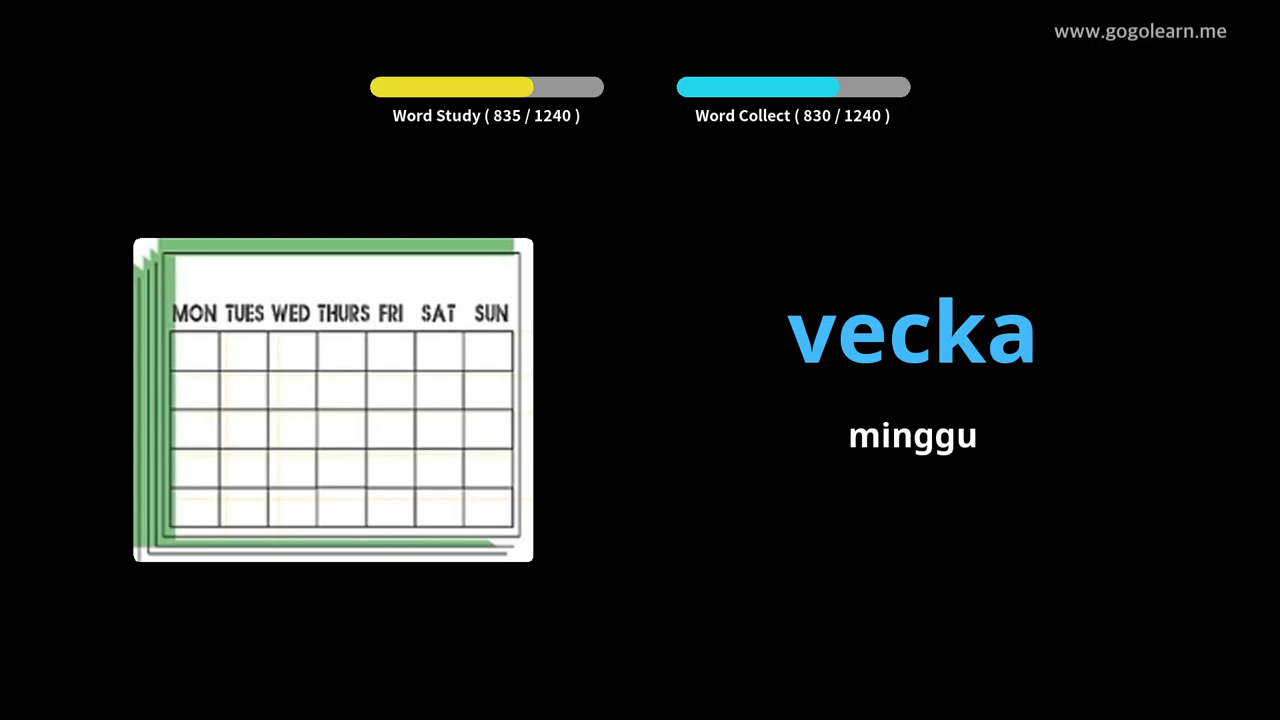 www.gogolearn.me
Word Study ( 835 / 1240 )
Word Collect ( 830 / 1240 )
MON TUES WED THURS FRI SAT SUN
vecka
minggu